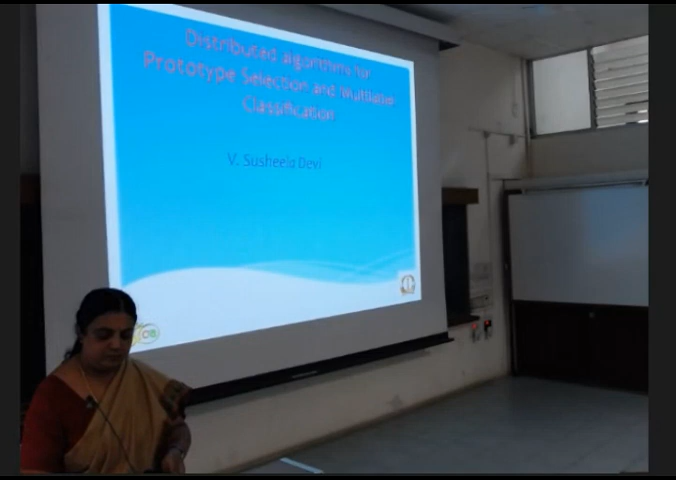 Distributed algorithms for
Prototype Selection and Multilabel
Classification
V. Susheela Devi